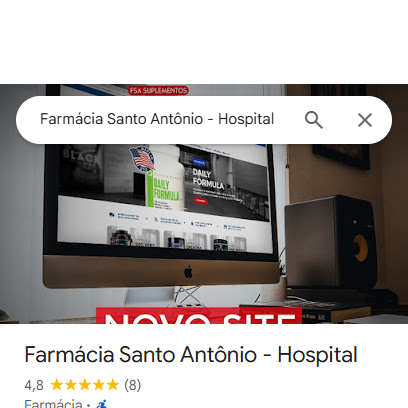 FSA SUPLEMENTOS
Farmácia Santo Antônio - Hospital
BLACK
DAILY
FORMULA
DAILY
FORMULA
NOVO SITE
Farmácia Santo Antônio - Hospital
4,8 (8)
Farmácia ·